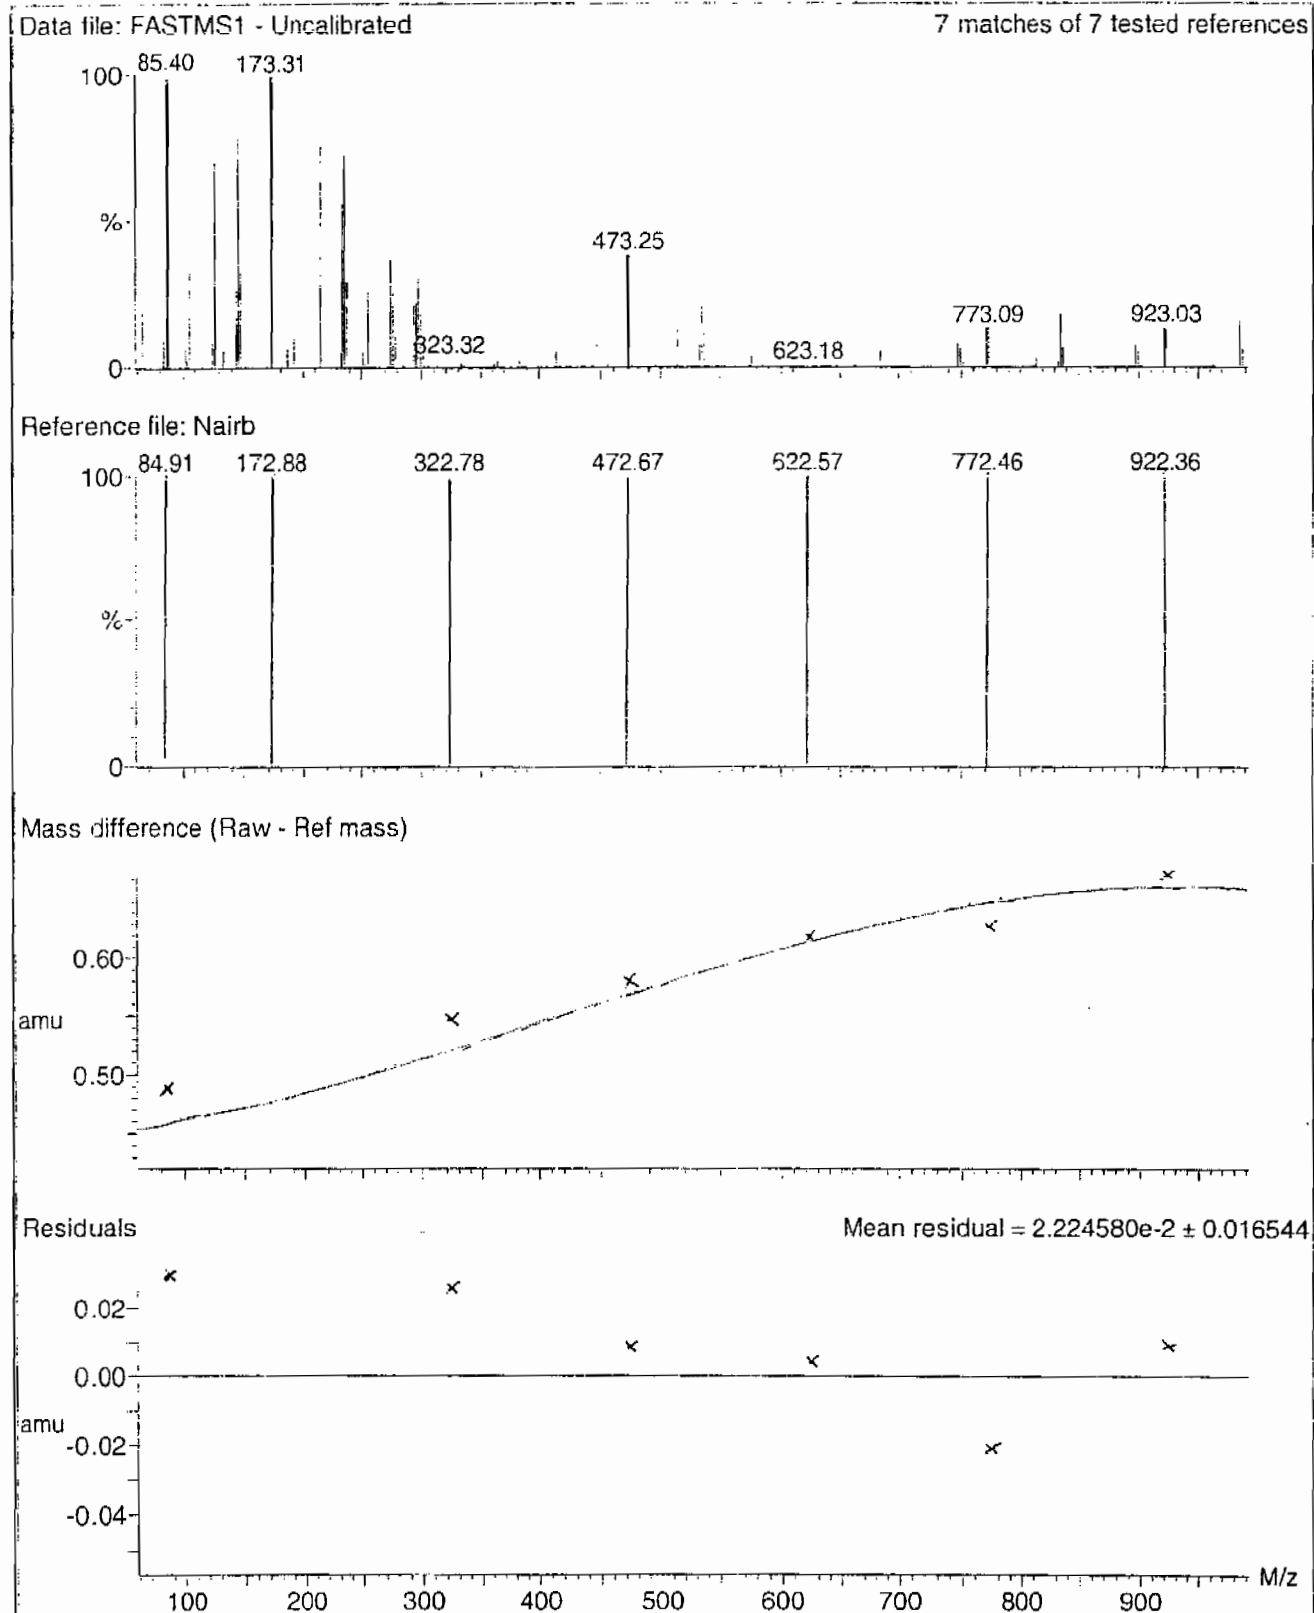 Data file: FASTMS1 - Uncalibrated 7 matches of 7 tested references
85.40 173.31
100
%
473.25
773.09 923.03
323.32 623.18
0
Reference file: Nairb
84.91 172.88 322.78 472.67 622.57 772.46 922.36
100
%
0
Mass difference (Raw - Ref mass)
0.60
amu
0.50
Residuals Mean residual = 2.224580e-2 ± 0.016544
0.02
0.00
amu
-0.02
-0.04
M/z
100 200 300 400 500 600 700 800 900